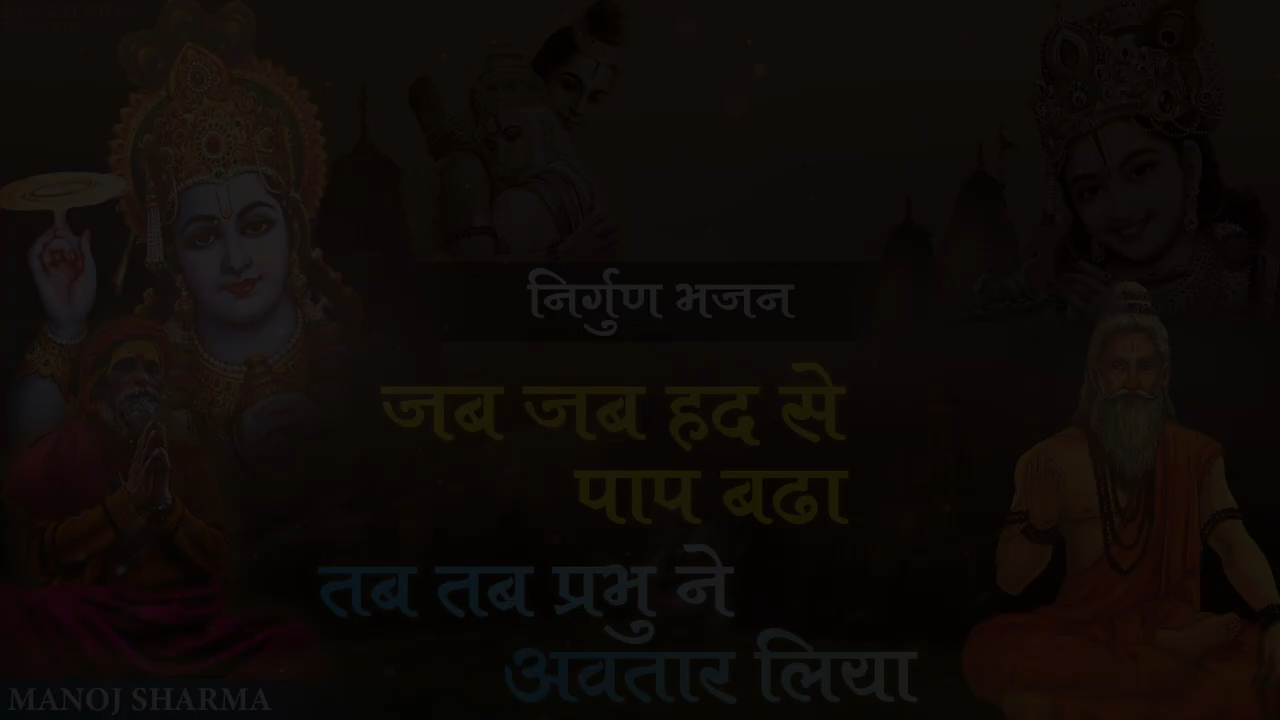 निर्गुण भजन
जब जब हद से
पाप बढा
तब तब प्रभु ने
अवतार लिया
MANOJ SHARMA